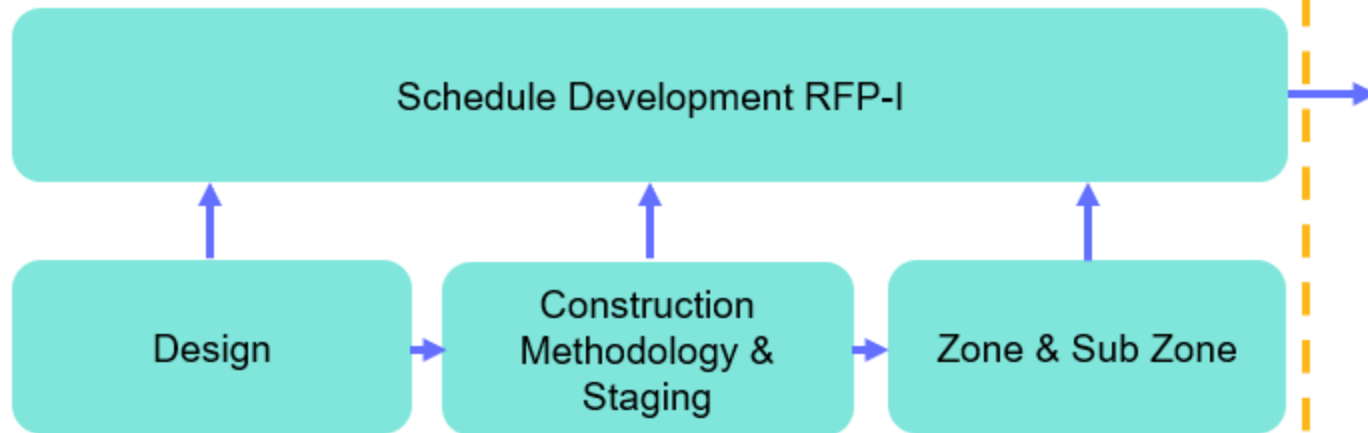 Schedule Development RFP-I
Design
Construction
Methodology &
Staging
Zone & Sub Zone